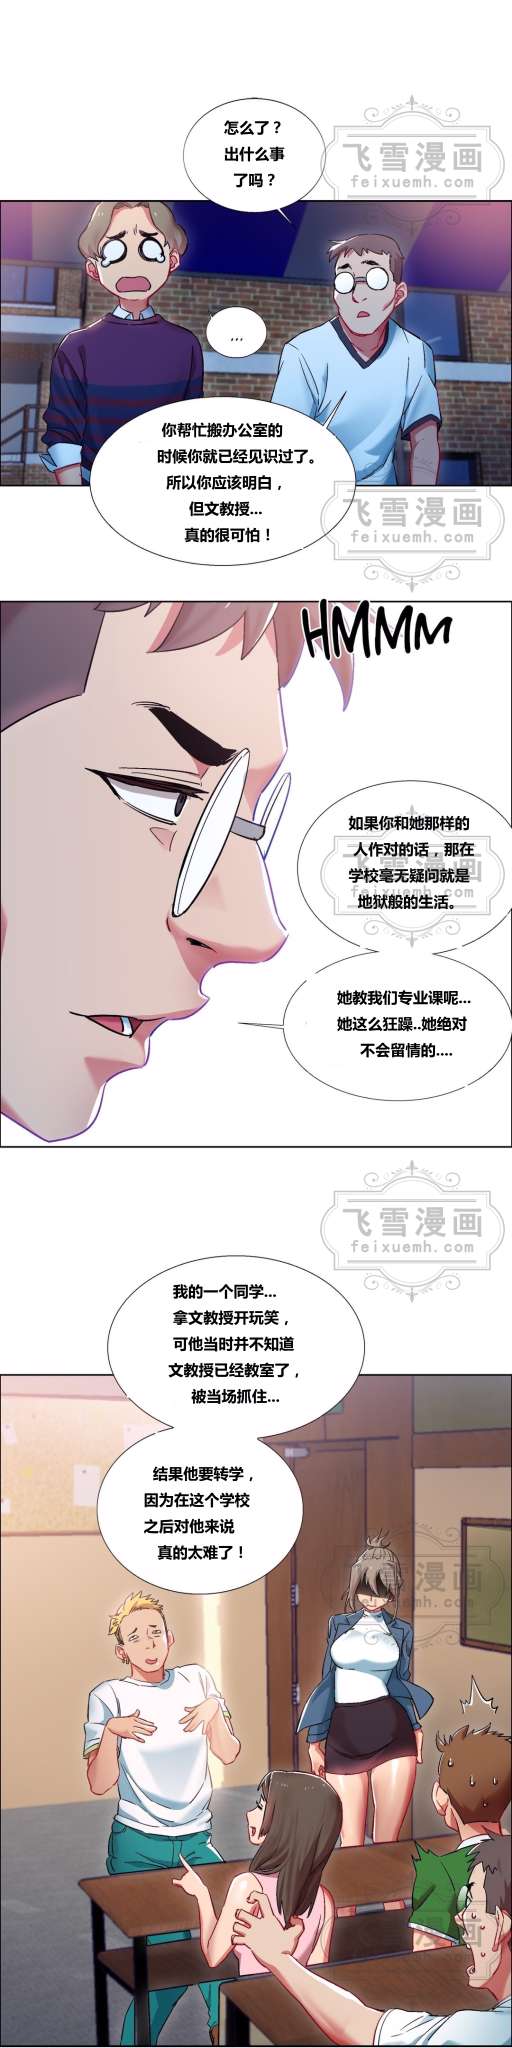 怎么了？
出什么事
了吗？
飞雪漫画
feixuemh.com
...
你帮忙搬办公室的
时候你就已经见识过了。
所以你应该明白，
但文教授...
真的很可怕！
飞雪漫画
feixuemh.com
HMMM
如果你和她那样的
人作对的话，那在
学校毫无疑问就是
地狱般的生活。
她教我们专业课呢...
她这么狂躁..她绝对
不会留情的....
飞雪漫画
feixuemh.com
我的一个同学...
拿文教授开玩笑，
可他当时并不知道
文教授已经教室了，
被当场抓住...
结果他要转学，
因为在这个学校
之后对他来说
真的太难了！
飞雪漫画
feixuemh.com